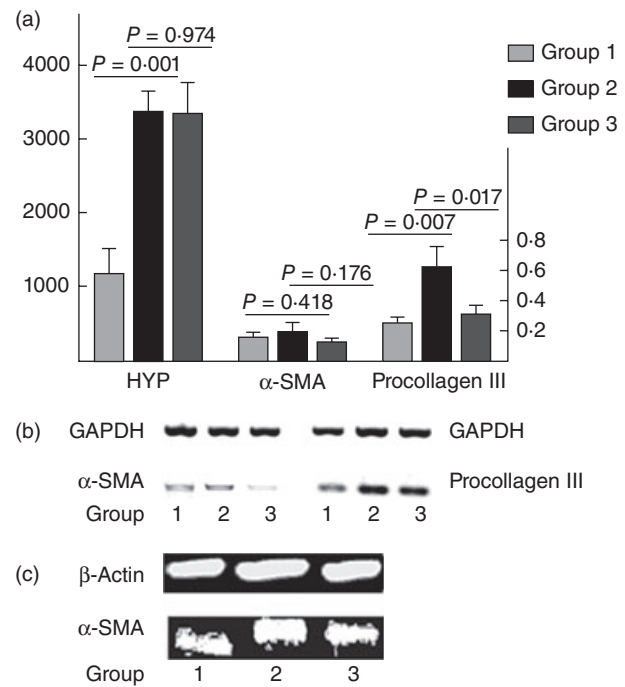 (a)
P = 0·974
P = 0·001
4000
3000
2000
1000
Group 1
Group 2
Group 3
P = 0·017
P = 0·007
P = 0·176
P = 0·418
0·8
0·6
0·4
0·2
HYP α-SMA Procollagen III
(b) GAPDH GAPDH
α-SMA Procollagen III
Group 1 2 3 1 2 3
(c) β-Actin
α-SMA
Group 1 2 3